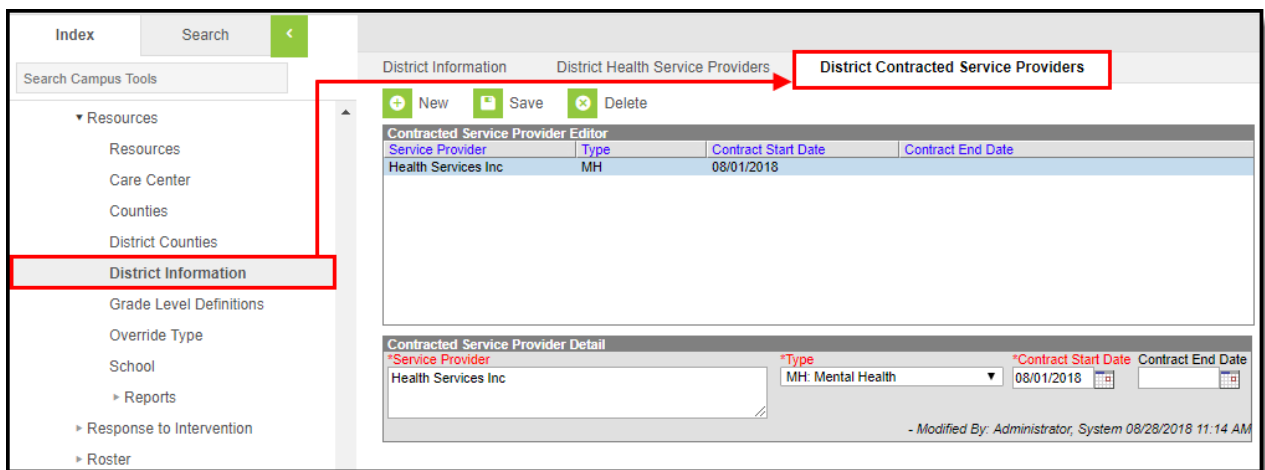 Index
Search
Search Campus Tools
Resources
Resources
Care Center
Counties
District Counties
District Information
Grade Level Definitions
Override Type
School
Reports
Response to Intervention
Roster
District Information District Health Service Providers District Contracted Service Providers
New Save Delete
Contracted Service Provider Editor
Service Provider Type Contract Start Date Contract End Date
Health Services Inc MH 08/01/2018
Contracted Service Provider Detail
*Service Provider *Type *Contract Start Date Contract End Date
Health Services Inc MH: Mental Health 08/01/2018
- Modified By: Administrator, System 08/28/2018 11:14 AM